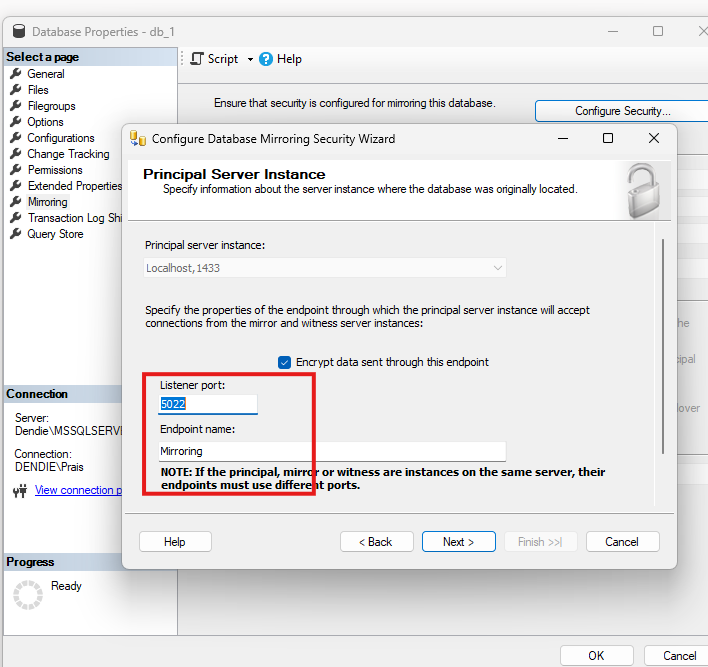 Database Properties - db_1
Select a page
General
Files
Filegroups
Options
Configurations
Change Tracking
Permissions
Extended Properties
Mirroring
Transaction Log Shi
Query Store
Script
Help
Ensure that security is configured for mirroring this database.
Configure Security...
Configure Database Mirroring Security Wizard
Principal Server Instance
Specify information about the server instance where the database was originally located.
Principal server instance:
Localhost,1433
Specify the properties of the endpoint through which the principal server instance will accept
connections from the mirror and witness server instances:
Encrypt data sent through this endpoint
Listener port:
5022
Endpoint name:
Mirroring
NOTE: If the principal, mirror or witness are instances on the same server, their
endpoints must use different ports.
Help
< Back
Next >
Finish >>|
Cancel
he
ipal
lover
Connection
Server:
Dendie\MSSQLSERV
Connection:
DENDIE\Prais
View connection p
Progress
Ready
OK
Cancel